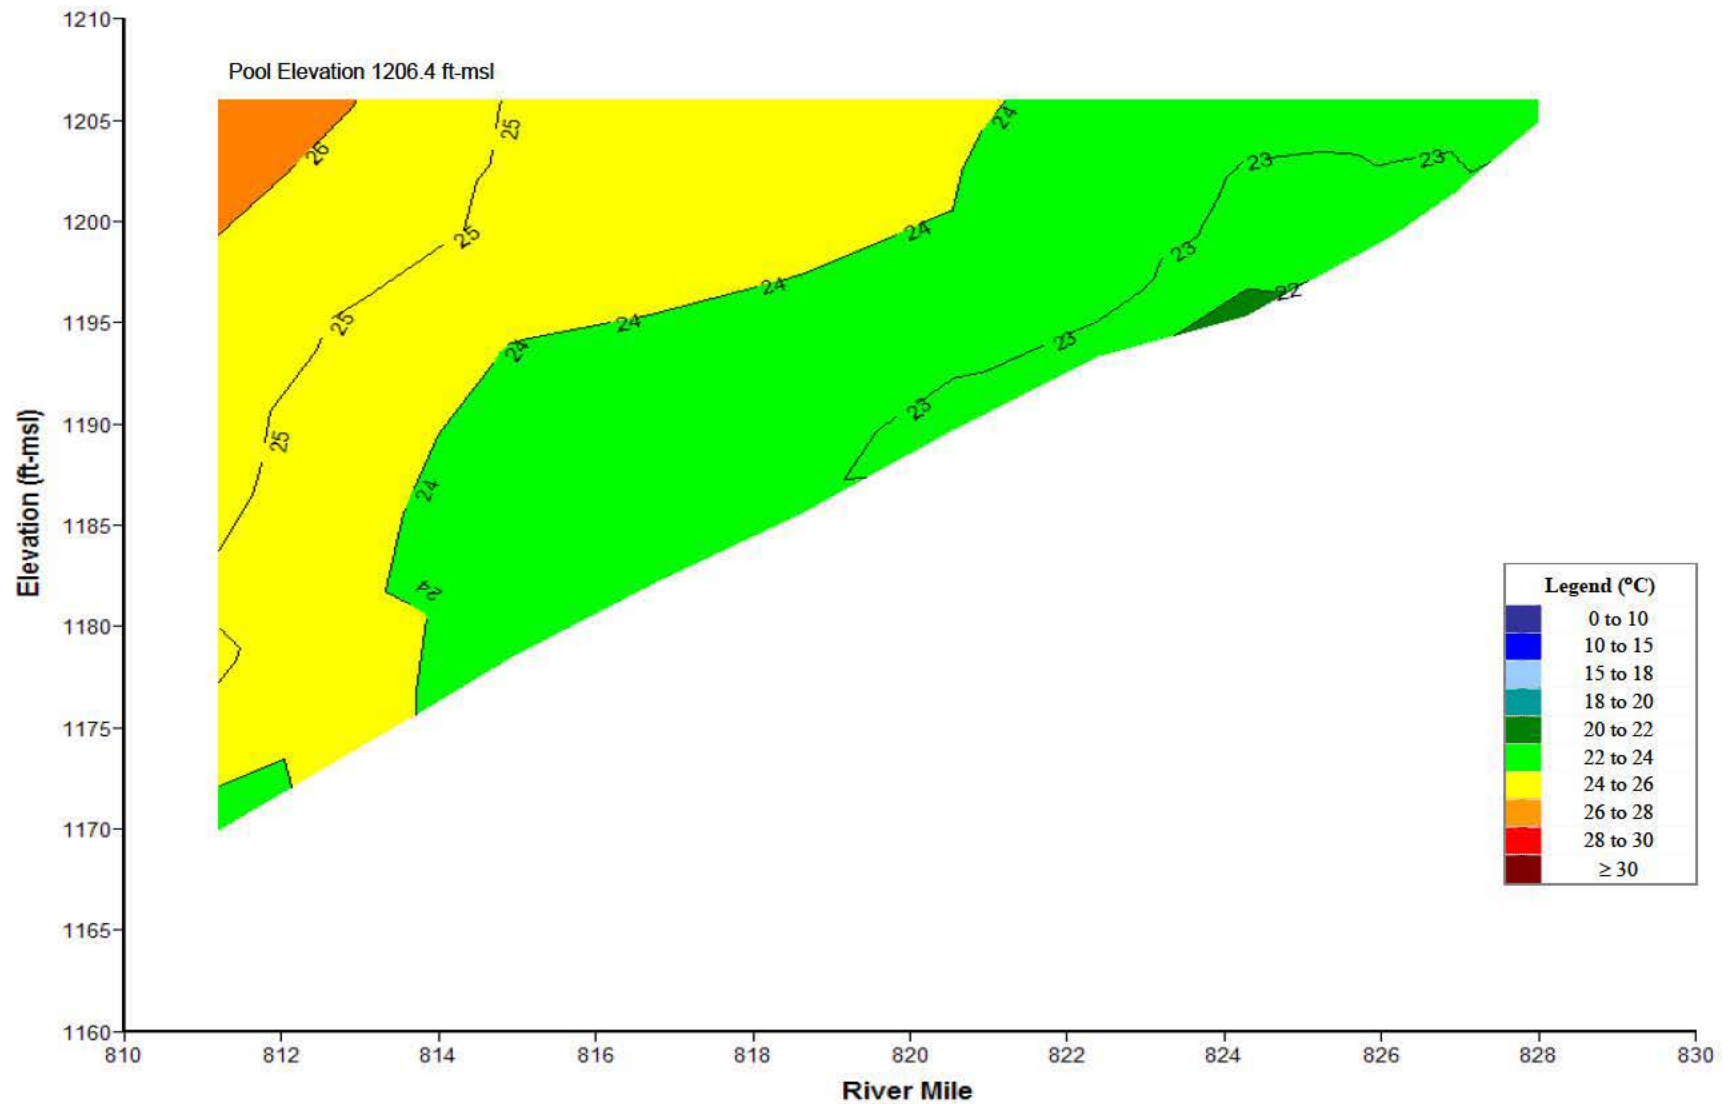 1210
Pool Elevation 1206.4 ft-msl
1205
25
24
26
23
23
1200
25
24
23
24
22
1195
25
24
24
23
1190
25
23
Elevation (ft-msl)
24
1185
24
1180
1175
1170
1165
1160
Legend (°C)
0 to 10
10 to 15
15 to 18
18 to 20
20 to 22
22 to 24
24 to 26
26 to 28
28 to 30
≥ 30
810 812 814 816 818 820 822 824 826 828 830
River Mile